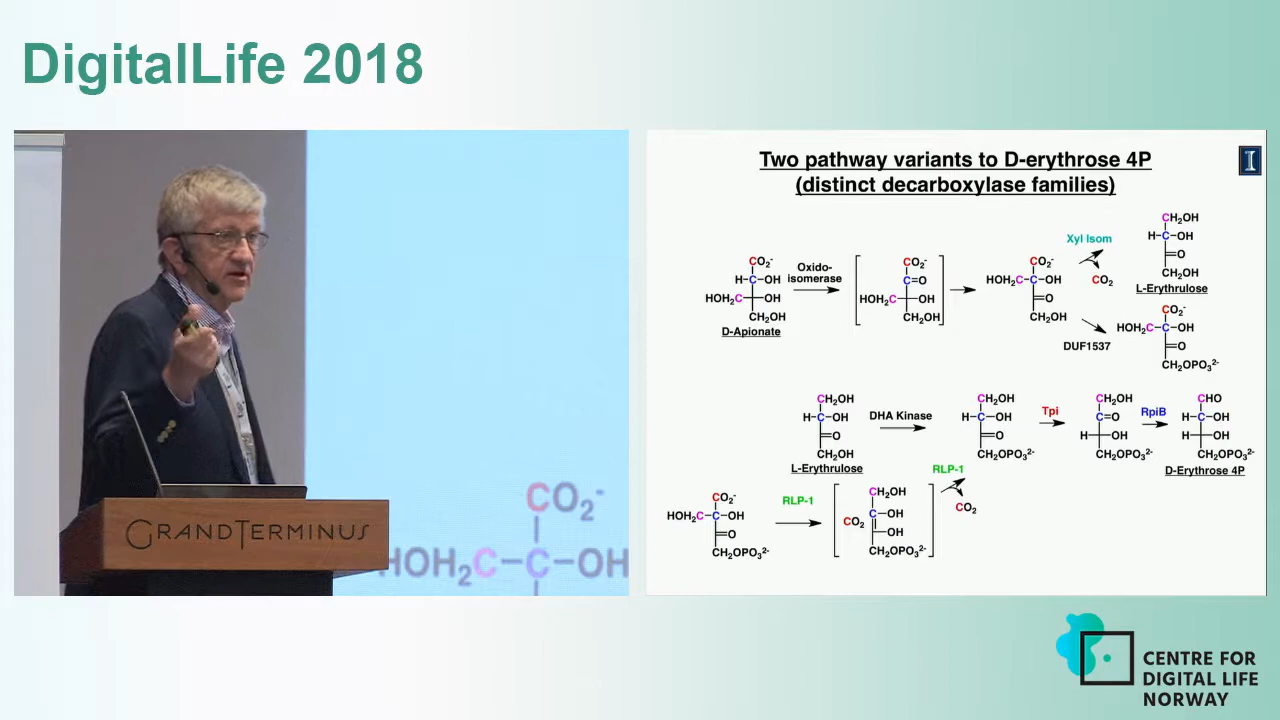 DigitalLife 2018
GRANDTERMINUS
CO₂⁻
HOH₂C–C–OH
Two pathway variants to D-erythrose 4P
(distinct decarboxylase families)
I
CO₂⁻
H–C–OH
HOH₂C OH
CH₂OH
D-Apionate
Oxido-
isomerase
CO₂⁻
C=O
HOH₂C OH
CH₂OH
CO₂⁻
HOH₂C–C–OH
=O
CH₂OH
Xyl Isom
CO₂
CH₂OH
H–C–OH
=O
CH₂OH
L-Erythrulose
DUF1537
CO₂⁻
HOH₂C–C–OH
=O
CH₂OPO₃²⁻
CH₂OH
H–C–OH
=O
CH₂OH
L-Erythrulose
DHA Kinase
CH₂OH
H–C–OH
=O
CH₂OPO₃²⁻
Tpi
CH₂OH
C=O
H OH
CH₂OPO₃²⁻
RpiB
CHO
H–C–OH
H OH
CH₂OPO₃²⁻
D-Erythrose 4P
CO₂⁻
HOH₂C–C–OH
=O
CH₂OPO₃²⁻
RLP-1
CH₂OH
C–OH
CO₂
OH
CH₂OPO₃²⁻
RLP-1
CO₂
CENTRE FOR
DIGITAL LIFE
NORWAY